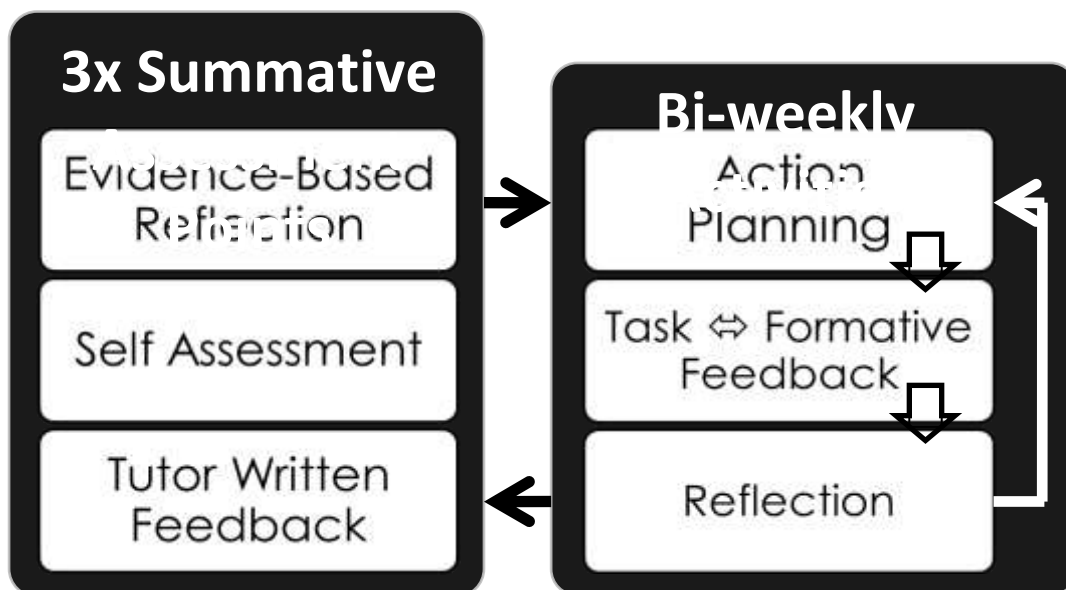 3x Summative
Evidence-Based
Reflection
Self Assessment
Tutor Written
Feedback
Bi-weekly
Action
Planning
Task ⇔ Formative
Feedback
Reflection